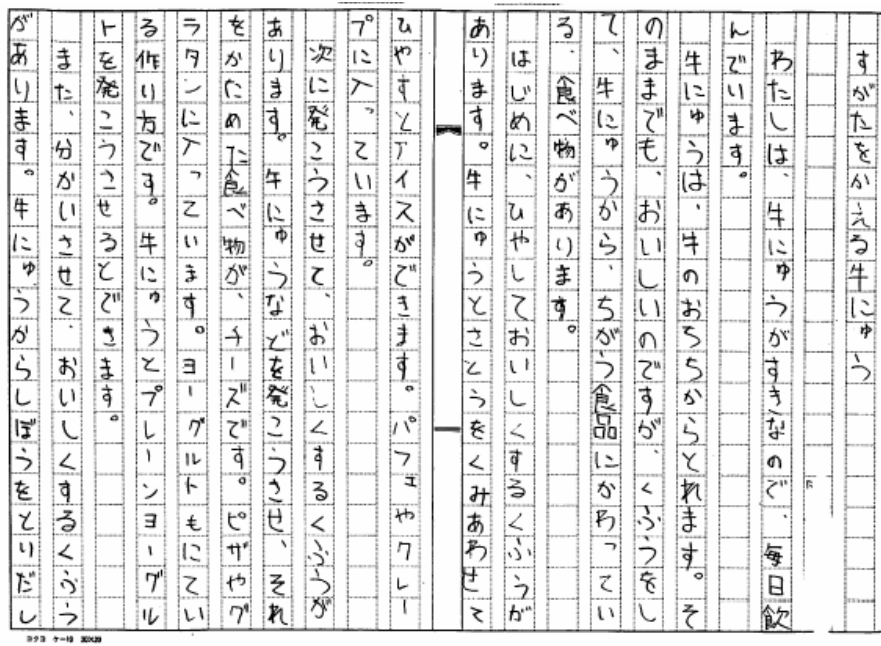 すがたをかえる牛にゅう
わたしは、牛にゅうがすきなので、毎日飲
んでいます。
牛にゅうは、牛のおちちからとれます。そ
のままでも、おいしいのですが、くふうをし
て、牛にゅうから、ちがう食品にかわってい
る、食べ物があります。
はじめに、ひやしておいしくするくふうが
あります。牛にゅうとさとうをくみあわせて
ひやすとアイスができます。パフェやクレー
プに入っています。
次に発こうさせて、おいしくするくふうが
あります。牛にゅうなどを発こうさせ、それ
をかためた食べ物が、チーズです。ピザやグ
ラタンに入っています。ヨーグルトもにてい
る作り方です。牛にゅうとプレーンヨーグル
トを発こうさせるとできます。
また、分かいさせて、おいしくするくふう
があります。牛にゅうからしぼうをとりだし
コクヨ ケー10 20X20